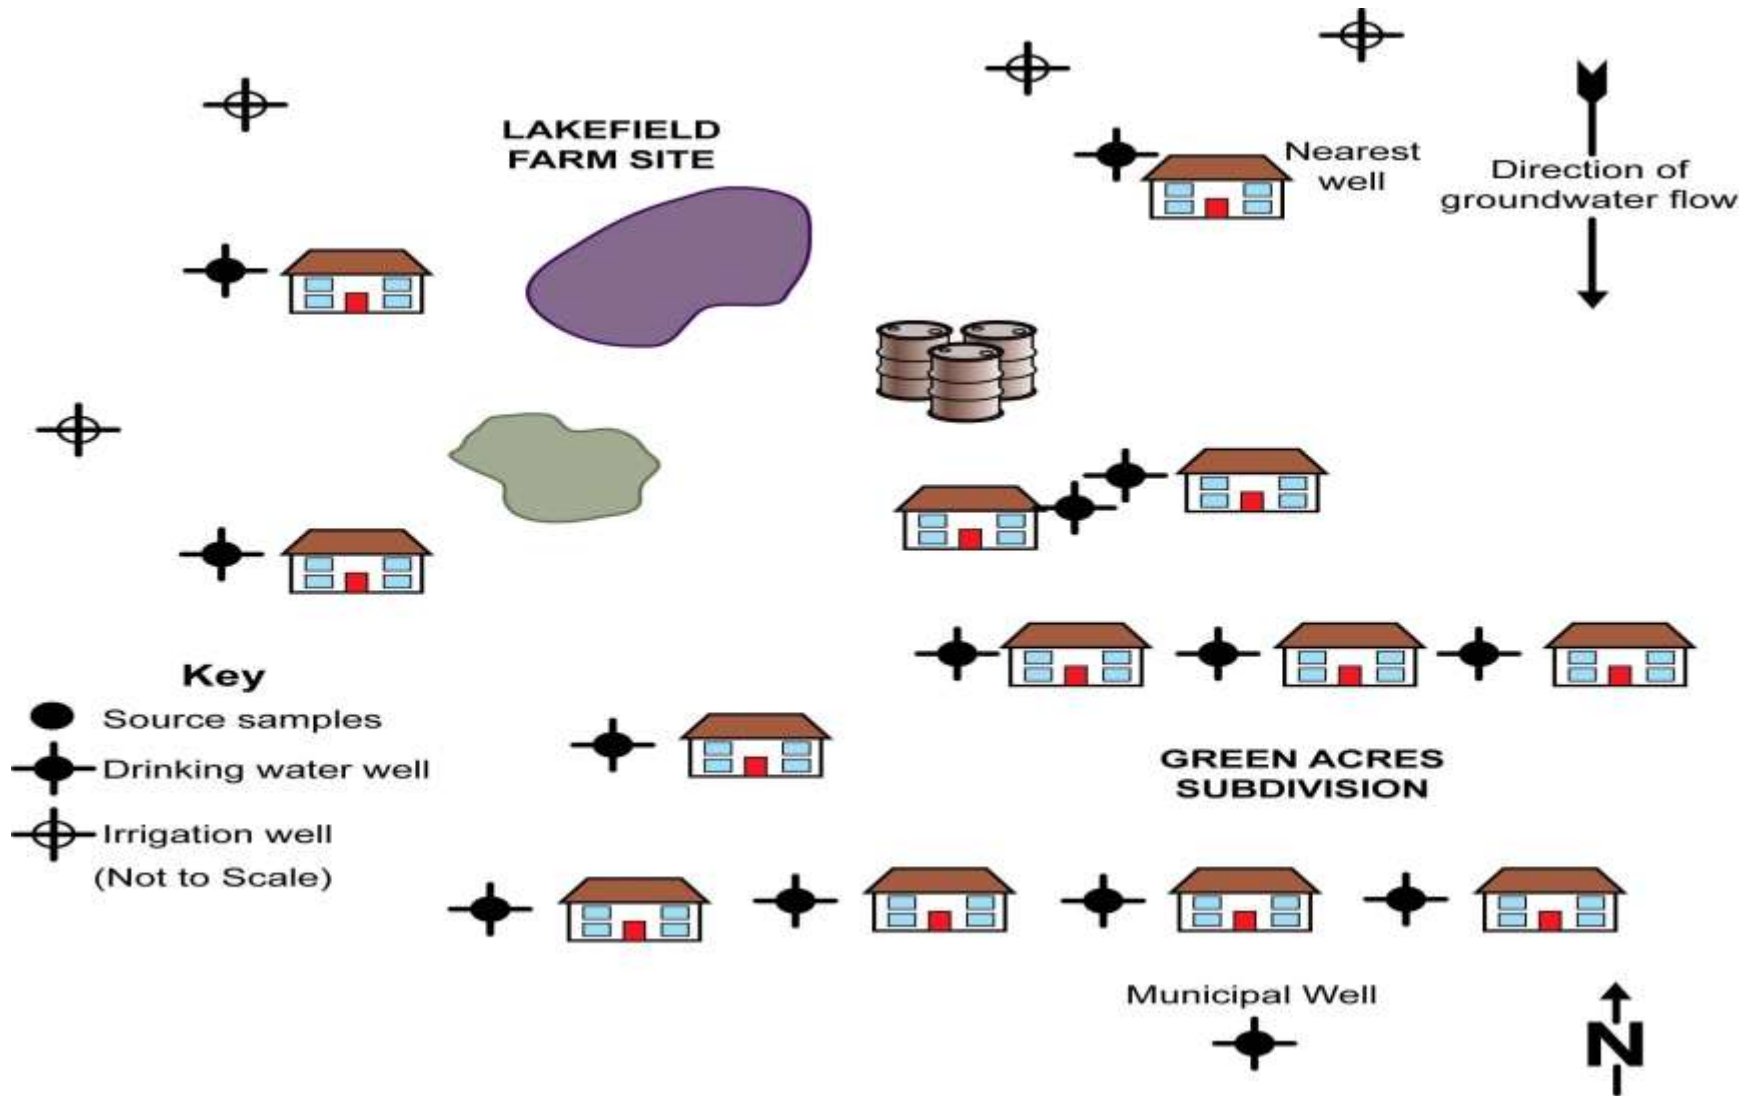 LAKEFIELD
FARM SITE
Nearest
well
Direction of
groundwater flow
Key
Source samples
Drinking water well
Irrigation well
(Not to Scale)
GREEN ACRES
SUBDIVISION
Municipal Well
N